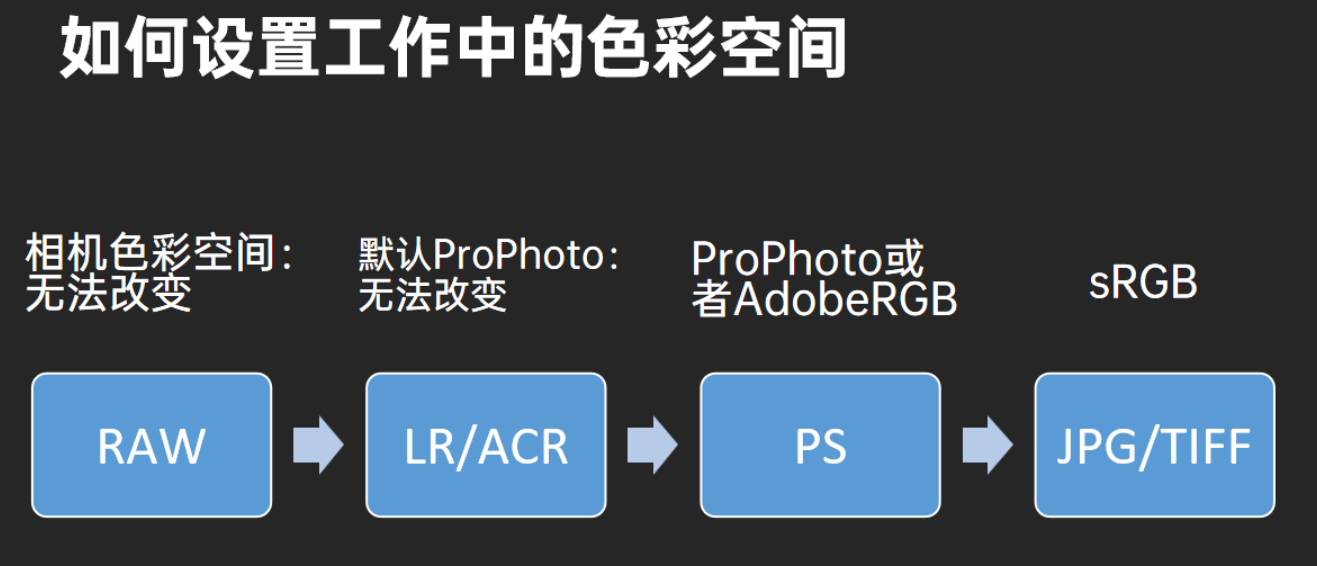 如何设置工作中的色彩空间
相机色彩空间：
无法改变
默认ProPhoto：
无法改变
ProPhoto或
者AdobeRGB
sRGB
RAW
LR/ACR
PS
JPG/TIFF